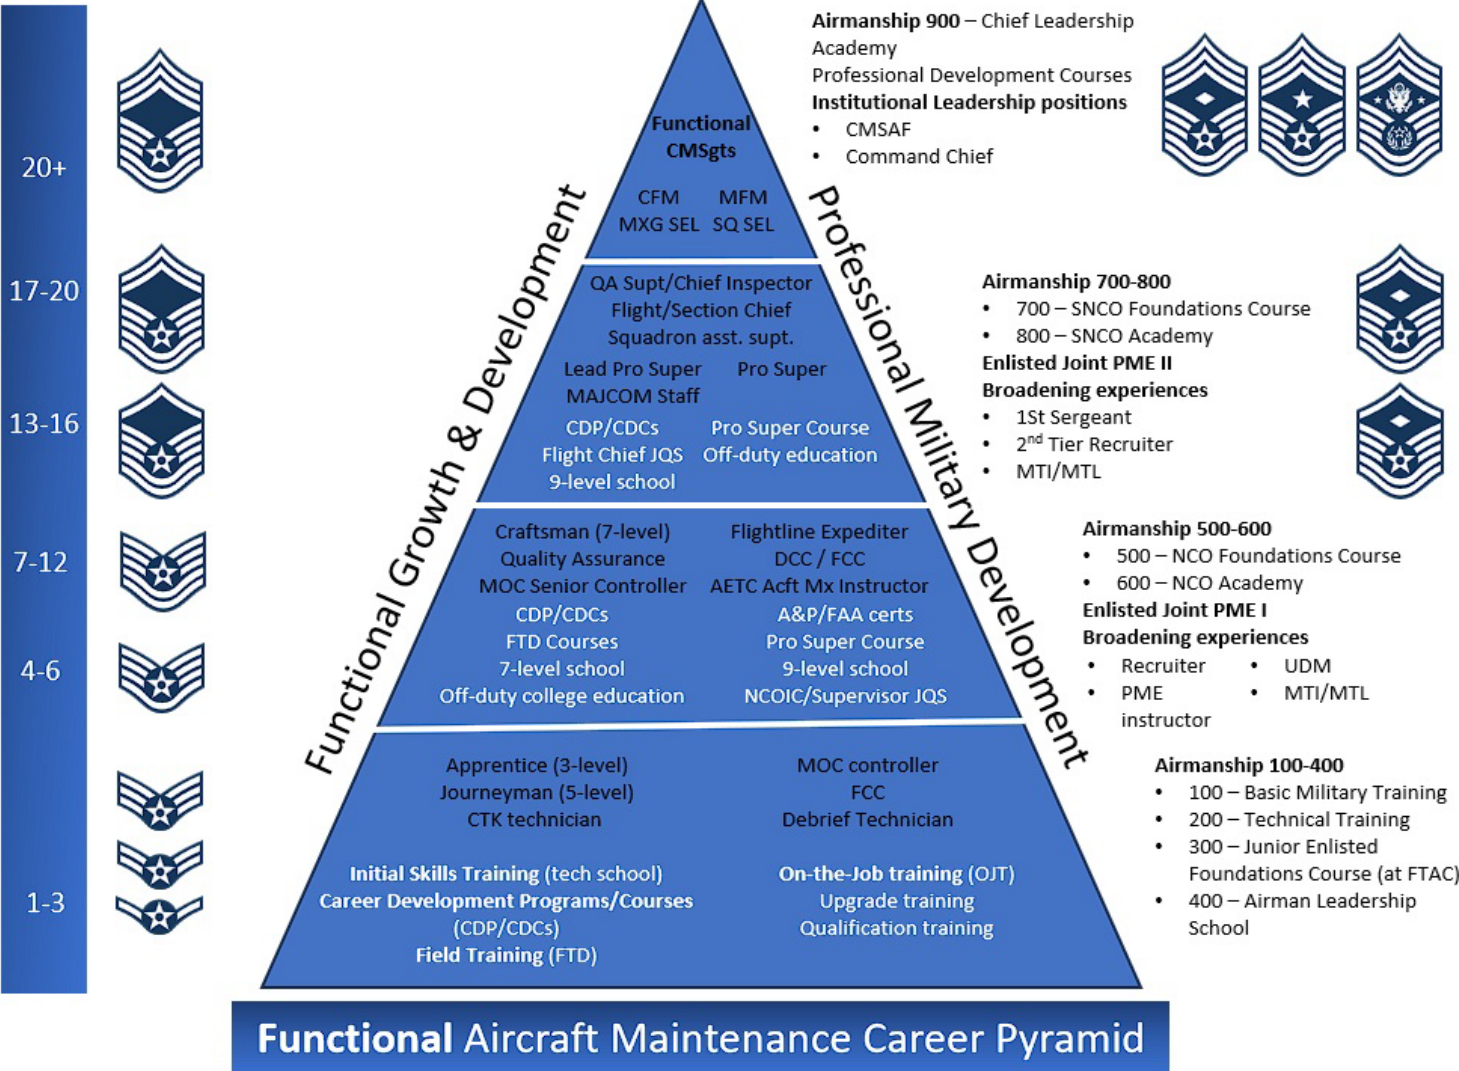 20+
17-20
13-16
7-12
4-6
1-3
Functional Growth & Development
Functional
CMSgts
CFM MFM
MXG SEL SQ SEL
QA Supt/Chief Inspector
Flight/Section Chief
Squadron asst. supt.
Lead Pro Super Pro Super
MAJCOM Staff
CDP/CDCs Pro Super Course
Flight Chief JQS Off-duty education
9-level school
Craftsman (7-level) Flightline Expediter
Quality Assurance DCC / FCC
MOC Senior Controller AETC Acft Mx Instructor
CDP/CDCs A&P/FAA certs
FTD Courses Pro Super Course
7-level school 9-level school
Off-duty college education NCOIC/Supervisor JQS
Apprentice (3-level) MOC controller
Journeyman (5-level) FCC
CTK technician Debrief Technician
Initial Skills Training (tech school) On-the-Job training (OJT)
Career Development Programs/Courses Upgrade training
(CDP/CDCs) Qualification training
Field Training (FTD)
Professional Military Development
Airmanship 900 – Chief Leadership
Academy
Professional Development Courses
Institutional Leadership positions
• CMSAF
• Command Chief
Airmanship 700-800
• 700 – SNCO Foundations Course
• 800 – SNCO Academy
Enlisted Joint PME II
Broadening experiences
• 1St Sergeant
• 2nd Tier Recruiter
• MTI/MTL
Airmanship 500-600
• 500 – NCO Foundations Course
• 600 – NCO Academy
Enlisted Joint PME I
Broadening experiences
• Recruiter • UDM
• PME • MTI/MTL
instructor
Airmanship 100-400
• 100 – Basic Military Training
• 200 – Technical Training
• 300 – Junior Enlisted
Foundations Course (at FTAC)
• 400 – Airman Leadership
School
Functional Aircraft Maintenance Career Pyramid